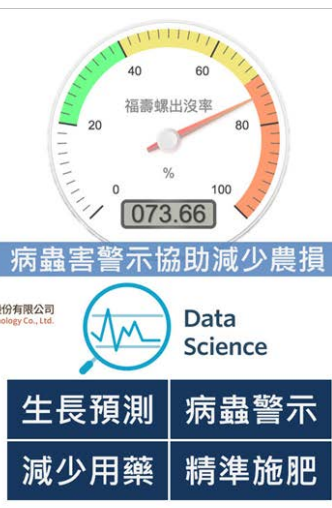 40 60
福壽螺出沒率
20 80
%
0 100
073.66
病蟲害警示協助減少農損
份有限公司
nology Co., Ltd.
Data
Science
生長預測 病蟲警示
減少用藥 精準施肥